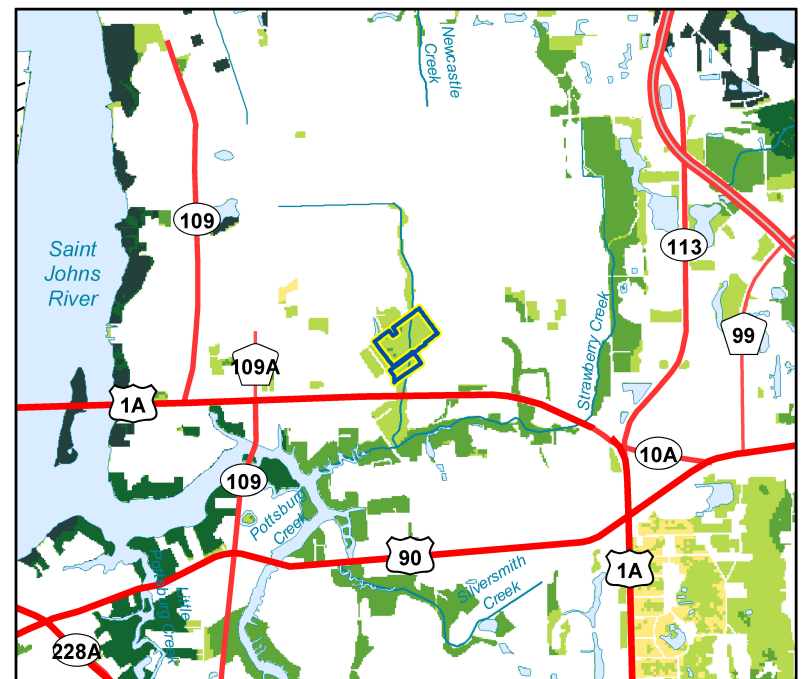 Newcastle
Creek
109
Saint
Johns
River
113
99
109A
Strawberry Creek
1A
10A
109
Pottsburg
Creek
90
1A
Silversmith
Creek
Little
Pottsburg Creek
228A